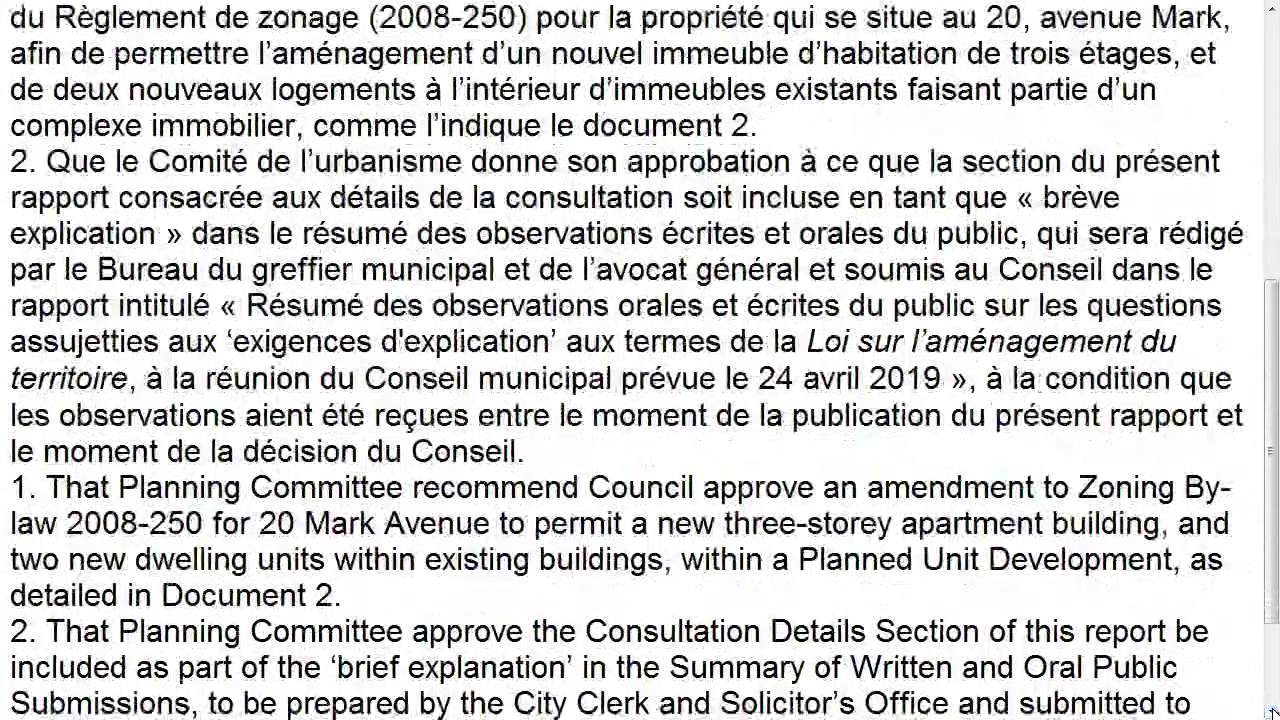 du Règlement de zonage (2008-250) pour la propriété qui se situe au 20, avenue Mark,
afin de permettre l’aménagement d’un nouvel immeuble d’habitation de trois étages, et
de deux nouveaux logements à l’intérieur d’immeubles existants faisant partie d’un
complexe immobilier, comme l’indique le document 2.
2. Que le Comité de l’urbanisme donne son approbation à ce que la section du présent
rapport consacrée aux détails de la consultation soit incluse en tant que « brève
explication » dans le résumé des observations écrites et orales du public, qui sera rédigé
par le Bureau du greffier municipal et de l’avocat général et soumis au Conseil dans le
rapport intitulé « Résumé des observations orales et écrites du public sur les questions
assujetties aux ‘exigences d'explication’ aux termes de la Loi sur l’aménagement du
territoire, à la réunion du Conseil municipal prévue le 24 avril 2019 », à la condition que
les observations aient été reçues entre le moment de la publication du présent rapport et
le moment de la décision du Conseil.
1. That Planning Committee recommend Council approve an amendment to Zoning By-
law 2008-250 for 20 Mark Avenue to permit a new three-storey apartment building, and
two new dwelling units within existing buildings, within a Planned Unit Development, as
detailed in Document 2.
2. That Planning Committee approve the Consultation Details Section of this report be
included as part of the ‘brief explanation’ in the Summary of Written and Oral Public
Submissions, to be prepared by the City Clerk and Solicitor’s Office and submitted to